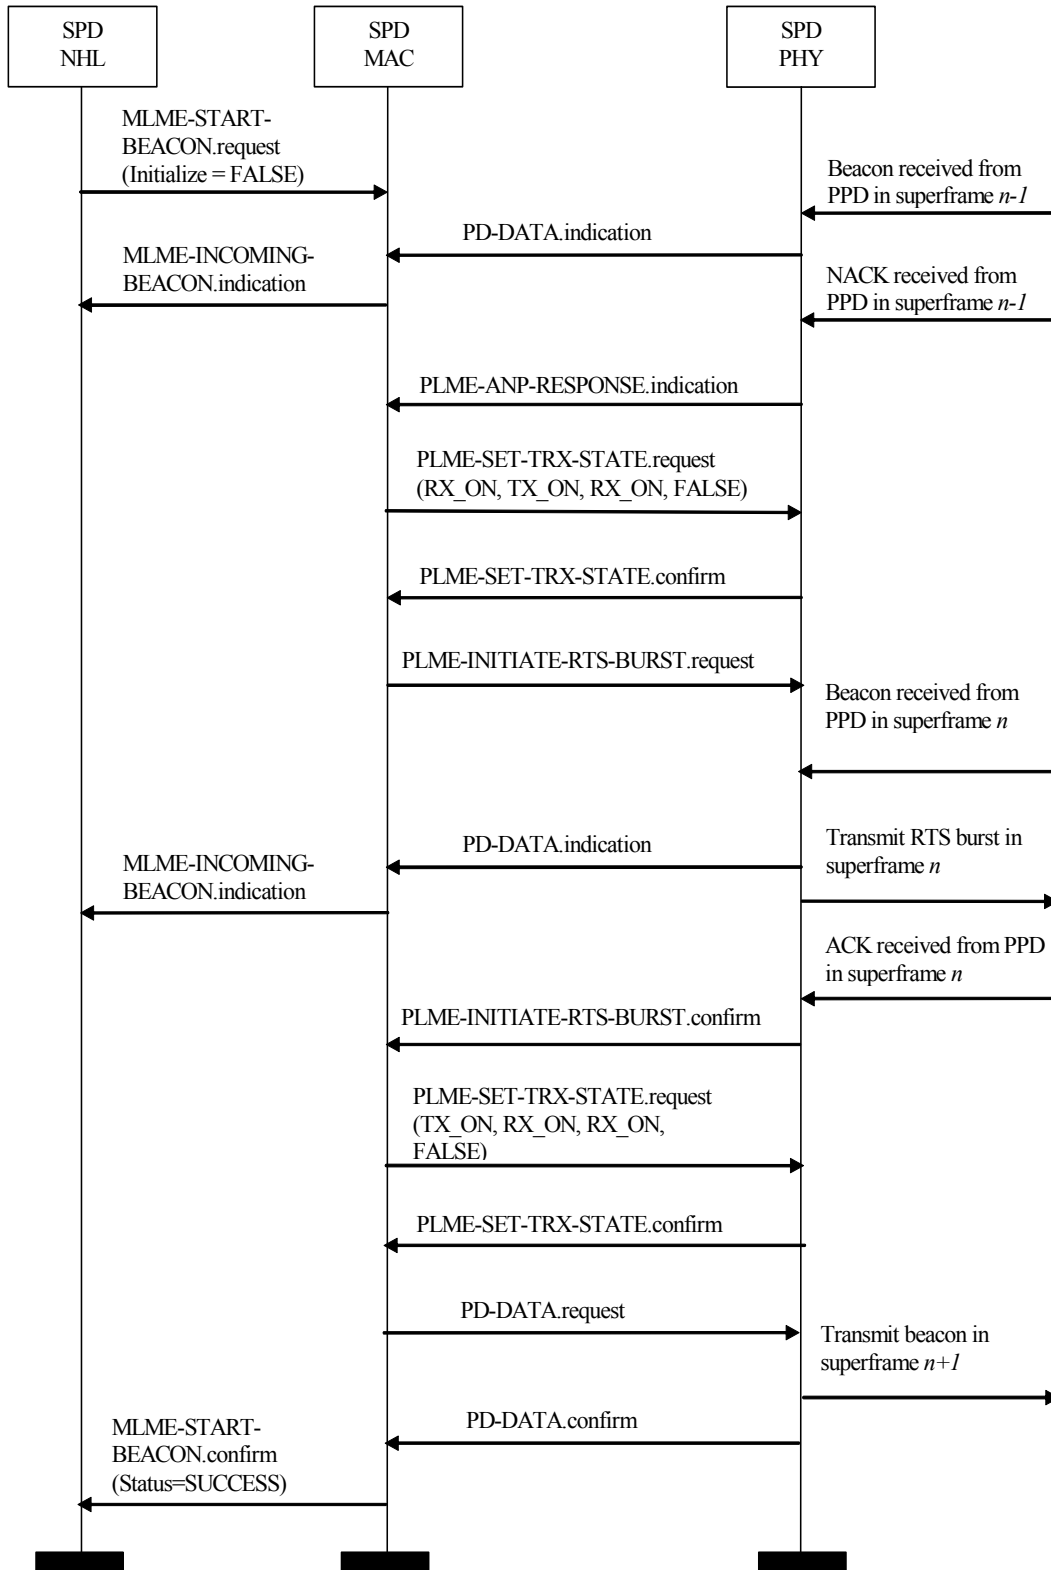 SPD
NHL
SPD
MAC
SPD
PHY
MLME-START-
BEACON.request
(Initialize = FALSE)
Beacon received from
PPD in superframe n-1
PD-DATA.indication
MLME-INCOMING-
BEACON.indication
NACK received from
PPD in superframe n-1
PLME-ANP-RESPONSE.indication
PLME-SET-TRX-STATE.request
(RX_ON, TX_ON, RX_ON, FALSE)
PLME-SET-TRX-STATE.confirm
PLME-INITIATE-RTS-BURST.request
Beacon received from
PPD in superframe n
PD-DATA.indication
Transmit RTS burst in
superframe n
MLME-INCOMING-
BEACON.indication
ACK received from PPD
in superframe n
PLME-INITIATE-RTS-BURST.confirm
PLME-SET-TRX-STATE.request
(TX_ON, RX_ON, RX_ON,
FALSE)
PLME-SET-TRX-STATE.confirm
PD-DATA.request
Transmit beacon in
superframe n+1
PD-DATA.confirm
MLME-START-
BEACON.confirm
(Status=SUCCESS)